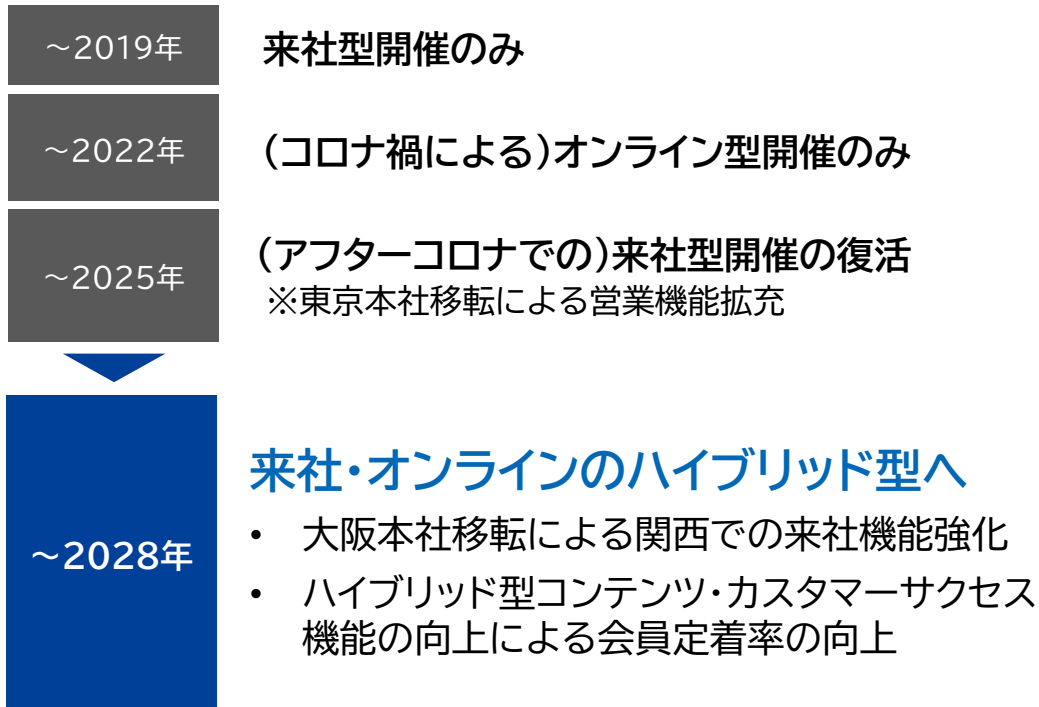 ~2019年
来社型開催のみ
~2022年
(コロナ禍による)オンライン型開催のみ
~2025年
(アフターコロナでの)来社型開催の復活
※東京本社移転による営業機能拡充
~2028年
来社・オンラインのハイブリッド型へ
• 大阪本社移転による関西での来社機能強化
• ハイブリッド型コンテンツ・カスタマーサクセス
機能の向上による会員定着率の向上